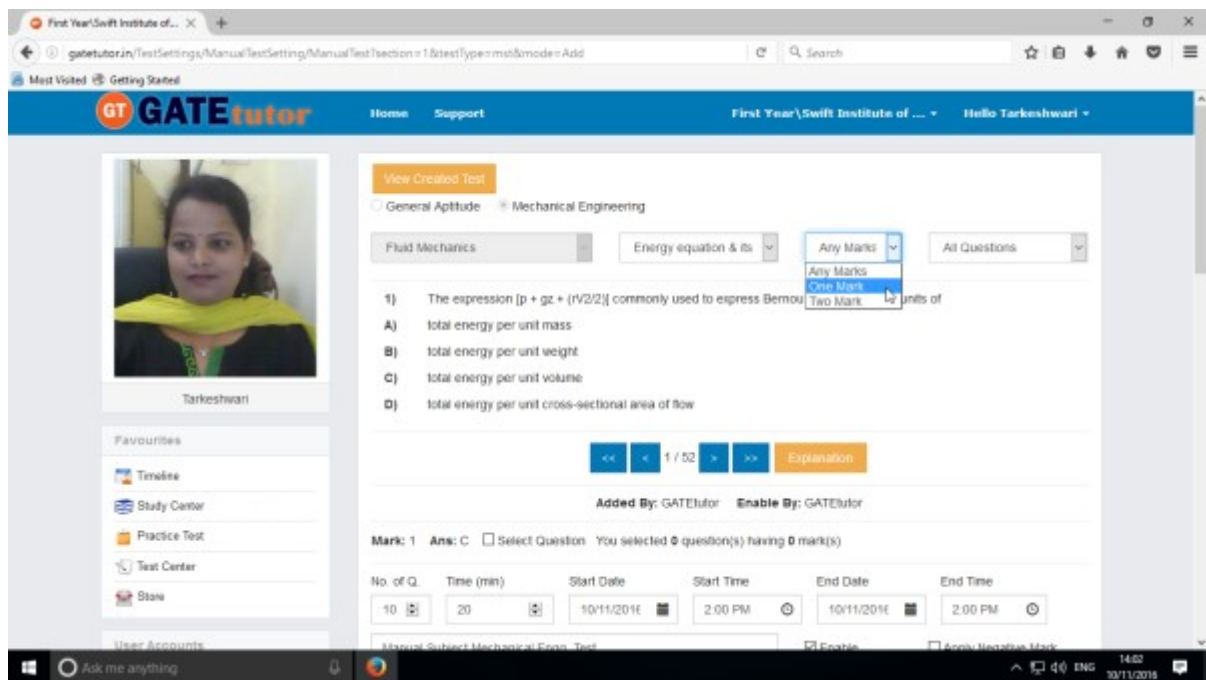 First Year\Swift Institute of...
gatetutor.in/TestSettings/ManualTestSetting/ManualTest?section=1&testType=mst&mode=Add
Search
Most Visited Getting Started
GT GATEtutor Home Support First Year\Swift Institute of .... Hello Tarkeshwari
View Created Test
General Aptitude Mechanical Engineering
Fluid Mechanics Energy equation & its Any Marks All Questions
Any Marks
One Mark
Two Mark
1) The expression [p + gz + (rV2/2)[ commonly used to express Bernou units of
A) total energy per unit mass
B) total energy per unit weight
C) total energy per unit volume
D) total energy per unit cross-sectional area of flow
<< < 1 / 52 > >> Explanation
Added By: GATEtutor Enable By: GATEtutor
Mark: 1 Ans: C Select Question You selected 0 question(s) having 0 mark(s)
No. of Q. Time (min) Start Date Start Time End Date End Time
10 20 10/11/2016 2:00 PM 10/11/2016 2:00 PM
Manual Subject Mechanical Engg. Test Enable Apply Negative Mark
Tarkeshwari
Favourites
Timeline
Study Center
Practice Test
Test Center
Store
User Accounts
Ask me anything
ENG
14:02
10/11/2016